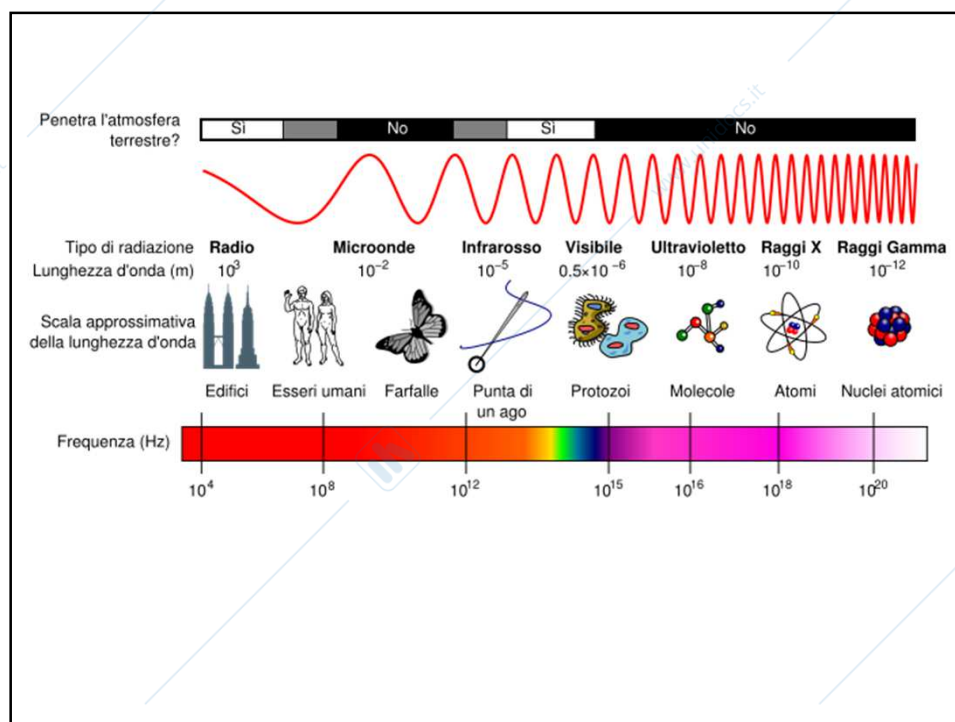 Penetra l'atmosfera
terrestre?
Sì No Sì No
Tipo di radiazione Radio Microonde Infrarosso Visibile Ultravioletto Raggi X Raggi Gamma
Lunghezza d'onda (m) 10³ 10⁻² 10⁻⁵ 0.5×10⁻⁶ 10⁻⁸ 10⁻¹⁰ 10⁻¹²
Scala approssimativa
della lunghezza d'onda
Edifici Esseri umani Farfalle Punta di Protozoi Molecole Atomi Nuclei atomici
un ago
Frequenza (Hz)
10⁴ 10⁸ 10¹² 10¹⁵ 10¹⁶ 10¹⁸ 10²⁰
www.unidocs.it